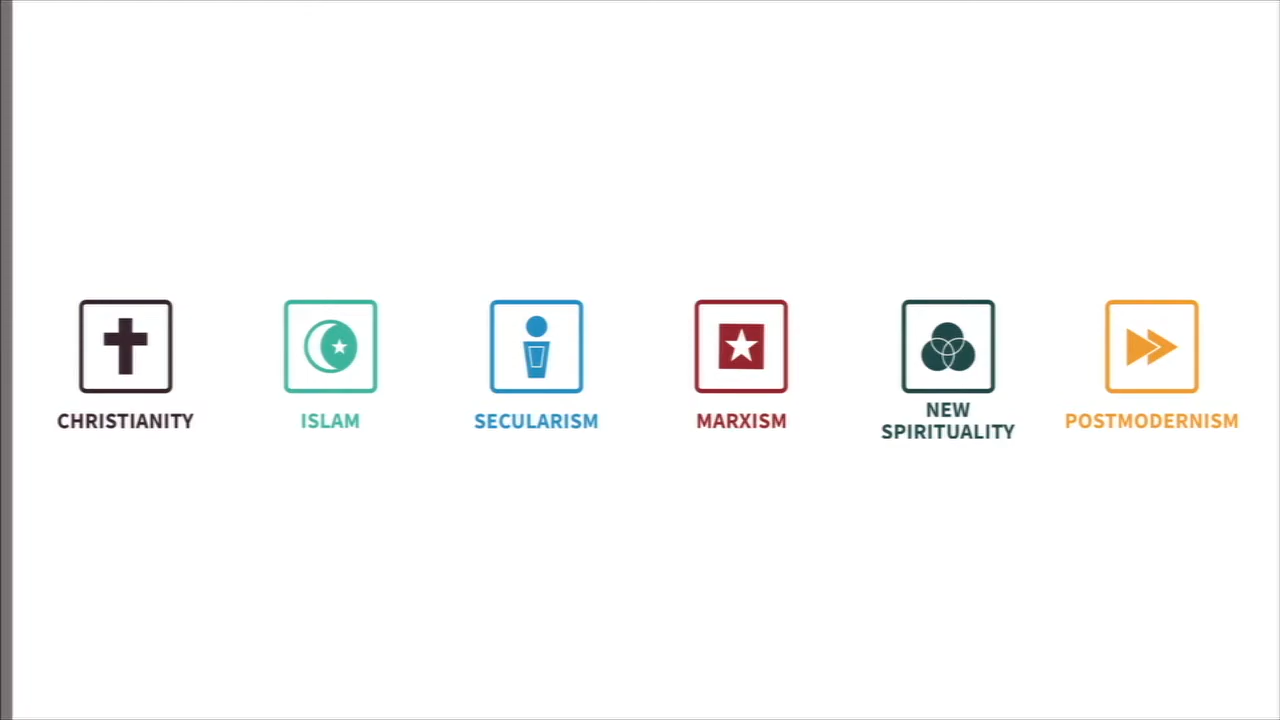 CHRISTIANITY
ISLAM
SECULARISM
MARXISM
NEW
SPIRITUALITY
POSTMODERNISM